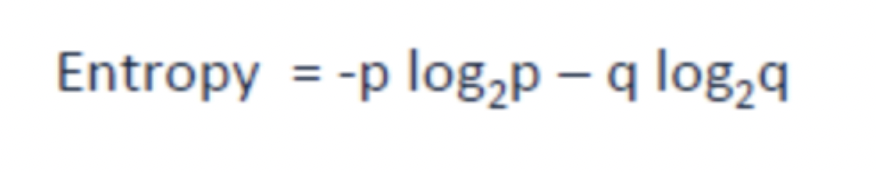 Entropy = -p log₂p – q log₂q